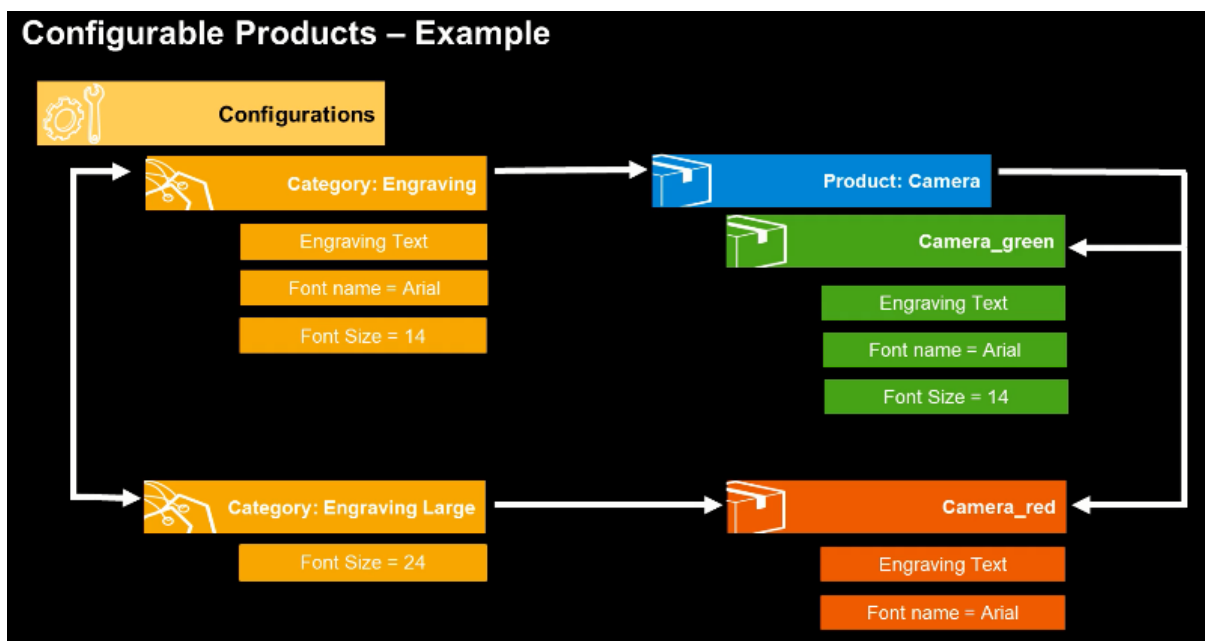 Configurable Products – Example
Configurations
Category: Engraving
Engraving Text
Font name = Arial
Font Size = 14
Product: Camera
Camera_green
Engraving Text
Font name = Arial
Font Size = 14
Category: Engraving Large
Font Size = 24
Camera_red
Engraving Text
Font name = Arial